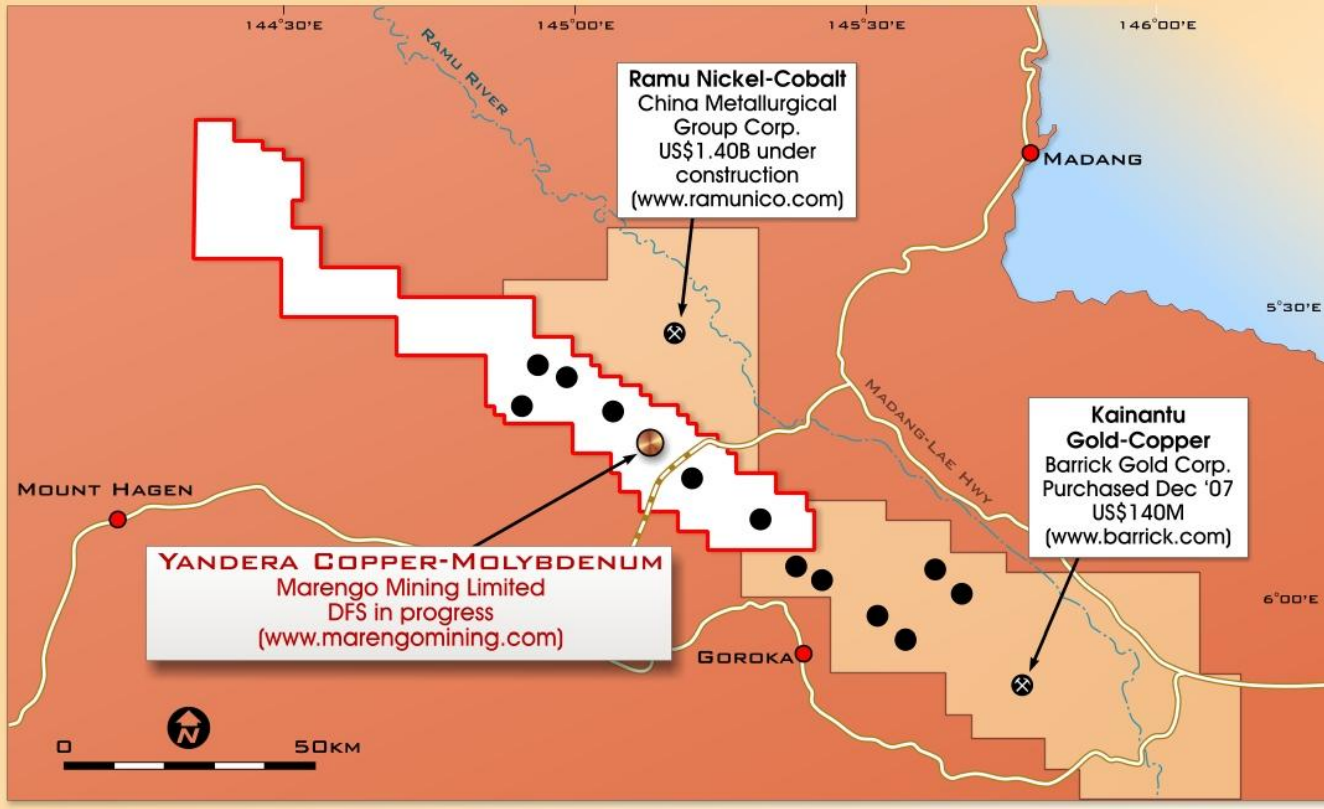 144°30'E
145°00'E
145°30'E
146°00'E
RAMU RIVER
Ramu Nickel-Cobalt
China Metallurgical
Group Corp.
US$1.40B under
construction
(www.ramunico.com)
MADANG
5°30'E
MADANG-LAE HWY
Kainantu
Gold-Copper
Barrick Gold Corp.
Purchased Dec '07
US$140M
(www.barrick.com)
MOUNT HAGEN
YANDERA COPPER-MOLYBDENUM
Marengo Mining Limited
DFS in progress
(www.marengomining.com)
6°00'E
GOROKA
N
0 50KM